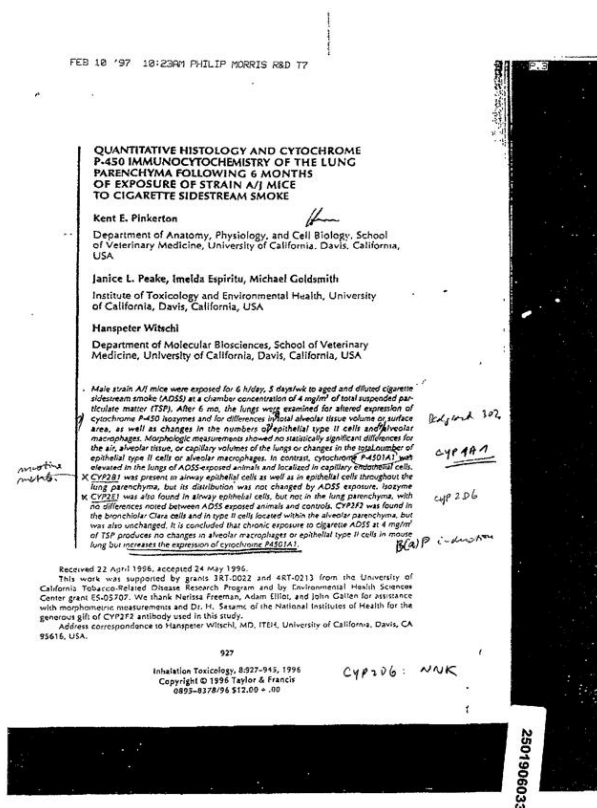 FEB 10 '97 10:23AM PHILIP MORRIS R&D T7
P.3
QUANTITATIVE HISTOLOGY AND CYTOCHROME
P-450 IMMUNOCYTOCHEMISTRY OF THE LUNG
PARENCHYMA FOLLOWING 6 MONTHS
OF EXPOSURE OF STRAIN A/J MICE
TO CIGARETTE SIDESTREAM SMOKE
Kent E. Pinkerton
Department of Anatomy, Physiology, and Cell Biology, School
of Veterinary Medicine, University of California, Davis, California,
USA
Janice L. Peake, Imelda Espiritu, Michael Goldsmith
Institute of Toxicology and Environmental Health, University
of California, Davis, California, USA
Hanspeter Witschi
Department of Molecular Biosciences, School of Veterinary
Medicine, University of California, Davis, California, USA
Male strain A/J mice were exposed for 6 h/day, 5 days/wk to aged and diluted cigarette
sidestream smoke (ADSS) at a chamber concentration of 4 mg/m³ of total suspended par-
ticulate matter (TSP). After 6 mo, the lungs were examined for altered expression of
cytochrome P-450 isozymes and for differences in total alveolar tissue volume or surface
area, as well as changes in the numbers of epithelial type II cells and alveolar
macrophages. Morphologic measurements showed no statistically significant differences for
the air, alveolar tissue, or capillary volumes of the lungs or changes in the total number of
epithelial type II cells or alveolar macrophages. In contrast, cytochrome P-4501A1 was
elevated in the lungs of ADSS-exposed animals and localized in capillary endothelial cells.
CYP2B1 was present in airway epithelial cells as well as in epithelial cells throughout the
lung parenchyma, but its distribution was not changed by ADSS exposure. Isozyme
CYP2E1 was also found in airway epithelial cells, but not in the lung parenchyma, with
no differences noted between ADSS exposed animals and controls. CYP2F2 was found in
the bronchiolar Clara cells and in type II cells located within the alveolar parenchyma, but
was also unchanged. It is concluded that chronic exposure to cigarette ADSS at 4 mg/m³
of TSP produces no changes in alveolar macrophages or epithelial type II cells in mouse
lung but increases the expression of cytochrome P4501A1.
302
CYP1A1
CYP2D6
B(a)P induction
Received 22 April 1996, accepted 24 May 1996.
This work was supported by grants 3RT-0022 and 4RT-0213 from the University of
California Tobacco-Related Disease Research Program and by Environmental Health Sciences
Center grant ES-05707. We thank Nerissa Freeman, Adam Elliot, and John Gallen for assistance
with morphometric measurements and Dr. H. Sesame of the National Institutes of Health for the
generous gift of CYP2F2 antibody used in this study.
Address correspondence to Hanspeter Witschi, MD, ITEH, University of California, Davis, CA
95616, USA.
927
Inhalation Toxicology, 8:927-945, 1996
Copyright © 1996 Taylor & Francis
0895-8378/96 $12.00 + .00
CYP2D6: NNK
2501906033